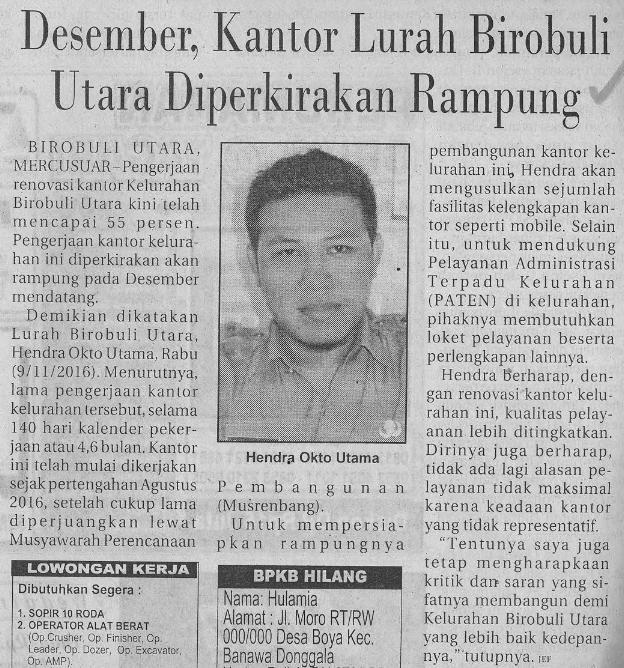 Desember, Kantor Lurah Birobuli
Utara Diperkirakan Rampung
BIROBULI UTARA,
MERCUSUAR–Pengerjaan
renovasi kantor Kelurahan
Birobuli Utara kini telah
mencapai 55 persen.
Pengerjaan kantor kelura-
han ini diperkirakan akan
rampung pada Desember
mendatang.
Demikian dikatakan
Lurah Birobuli Utara,
Hendra Okto Utama, Rabu
(9/11/2016). Menurutnya,
lama pengerjaan kantor
kelurahan tersebut, selama
140 hari kalender peker-
jaan atau 4,6 bulan. Kantor
ini telah mulai dikerjakan
sejak pertengahan Agustus
2016, setelah cukup lama
diperjuangkan lewat
Musyawarah Perencanaan
Hendra Okto Utama
Pembangunan
(Musrenbang).
Untuk mempersia-
pkan rampungnya
pembangunan kantor ke-
lurahan ini, Hendra akan
mengusulkan sejumlah
fasilitas kelengkapan kan-
tor seperti mobile. Selain
itu, untuk mendukung
Pelayanan Administrasi
Terpadu Kelurahan
(PATEN) di kelurahan,
pihaknya membutuhkan
loket pelayanan beserta
perlengkapan lainnya.
Hendra berharap, den-
gan renovasi kantor kelu-
rahan ini, kualitas pelay-
anan lebih ditingkatkan.
Dirinya juga berharap,
tidak ada lagi alasan pe-
layanan tidak maksimal
karena keadaan kantor
yang tidak representatif.
"Tentunya saya juga
tetap mengharapkaan
kritik dan saran yang si-
fatnya membangun demi
Kelurahan Birobuli Utara
yang lebih baik kedepan-
nya," tutupnya.
LOWONGAN KERJA
Dibutuhkan Segera :
1. SOPIR 10 RODA
2. OPERATOR ALAT BERAT
(Op.Crusher, Op. Finisher, Cp.
Leader, Op. Dozer, Op. Excavator,
Op. AMP).
BPKB HILANG
Nama: Hulamia
Alamat : Jl. Moro RT/RW
000/000 Desa Boya Kec.
Banawa Donggala